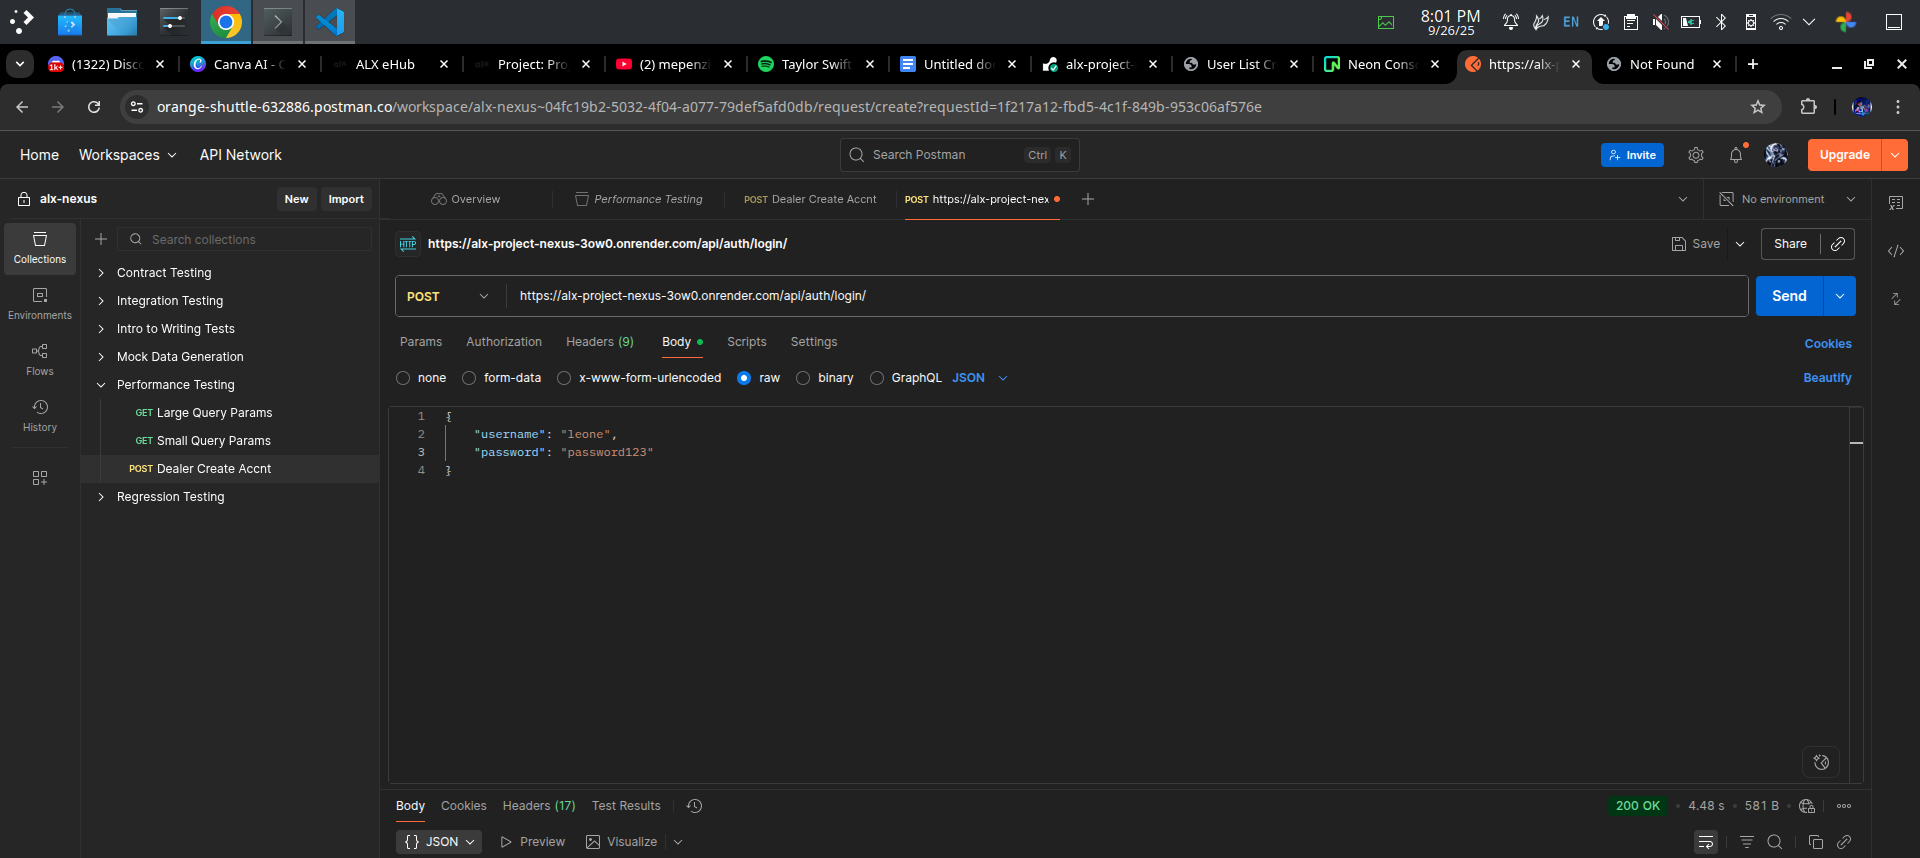 8:01 PM
9/26/25
EN
(1322) Disc
Canva AI - C
ALX eHub
Project: Pro
(2) mepenzi
Taylor Swift
Untitled do
alx-project-
User List Cr
Neon Cons
https://alx-p
Not Found
orange-shuttle-632886.postman.co/workspace/alx-nexus~04fc19b2-5032-4f04-a077-79def5afd0db/request/create?requestId=1f217a12-fbd5-4c1f-849b-953c06af576e
Home Workspaces API Network
Search Postman Ctrl K
Invite
Upgrade
alx-nexus New Import
Overview
Performance Testing
POST Dealer Create Accnt
POST https://alx-project-nex
No environment
Collections
Environments
Flows
History
Search collections
Contract Testing
Integration Testing
Intro to Writing Tests
Mock Data Generation
Performance Testing
GET Large Query Params
GET Small Query Params
POST Dealer Create Accnt
Regression Testing
HTTP https://alx-project-nexus-3ow0.onrender.com/api/auth/login/
Save Share
POST https://alx-project-nexus-3ow0.onrender.com/api/auth/login/
Send
Params Authorization Headers (9) Body Scripts Settings
Cookies
none form-data x-www-form-urlencoded raw binary GraphQL JSON
Beautify
1 {
2 "username": "leone",
3 "password": "password123"
4 }
Body Cookies Headers (17) Test Results
200 OK 4.48 s 581 B
{} JSON Preview Visualize